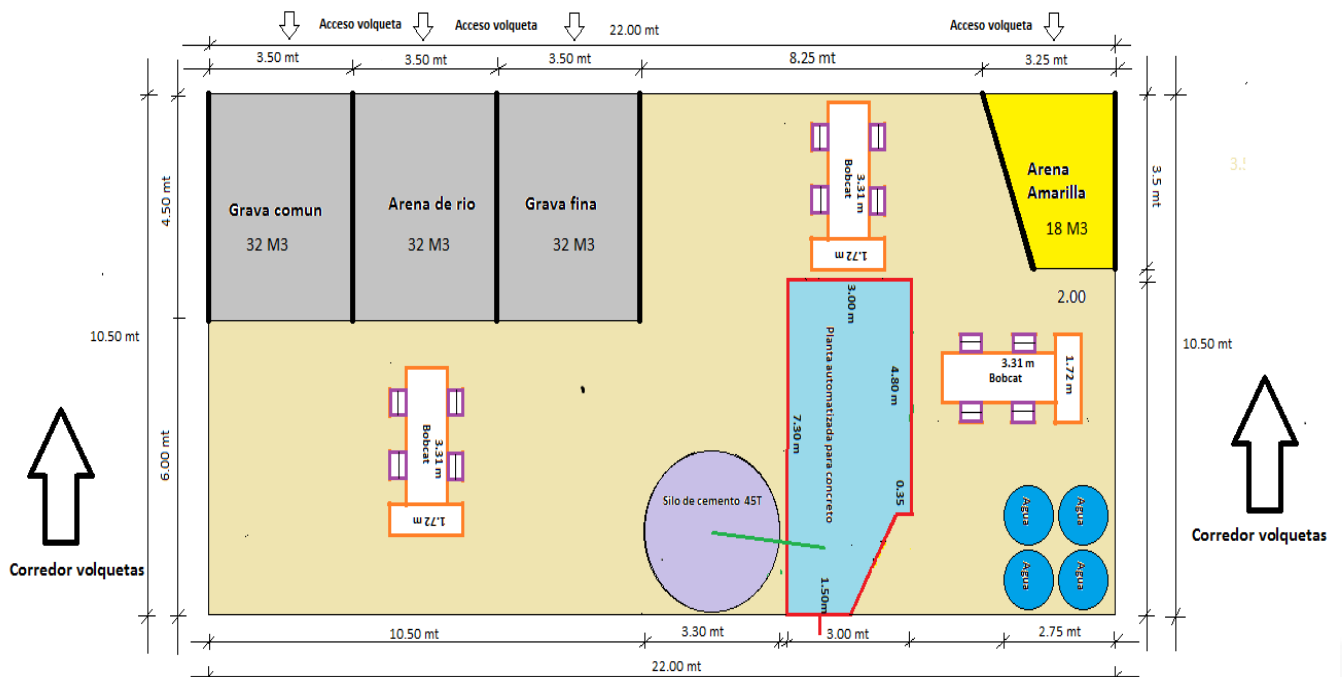 Acceso volqueta
Acceso volqueta
Acceso volqueta
22.00 mt
3.50 mt
3.50 mt
3.50 mt
8.25 mt
3.25 mt
Grava comun
32 M3
Arena de rio
32 M3
Grava fina
32 M3
3.31 m
Bobcat
1.72 m
Arena
Amarilla
18 M3
3.5 mt
3.5
4.50 mt
10.50 mt
6.00 mt
2.00
10.50 mt
3.00 m
Planta automatizada para concreto
4.80 m
7.30 m
0.35
1.50m
3.31 m
Bobcat
1.72 m
3.31 m
Bobcat
1.72 m
Silo de cemento 45T
Agua
Agua
Agua
Agua
Corredor volquetas
Corredor volquetas
10.50 mt
3.30 mt
3.00 mt
2.75 mt
22.00 mt